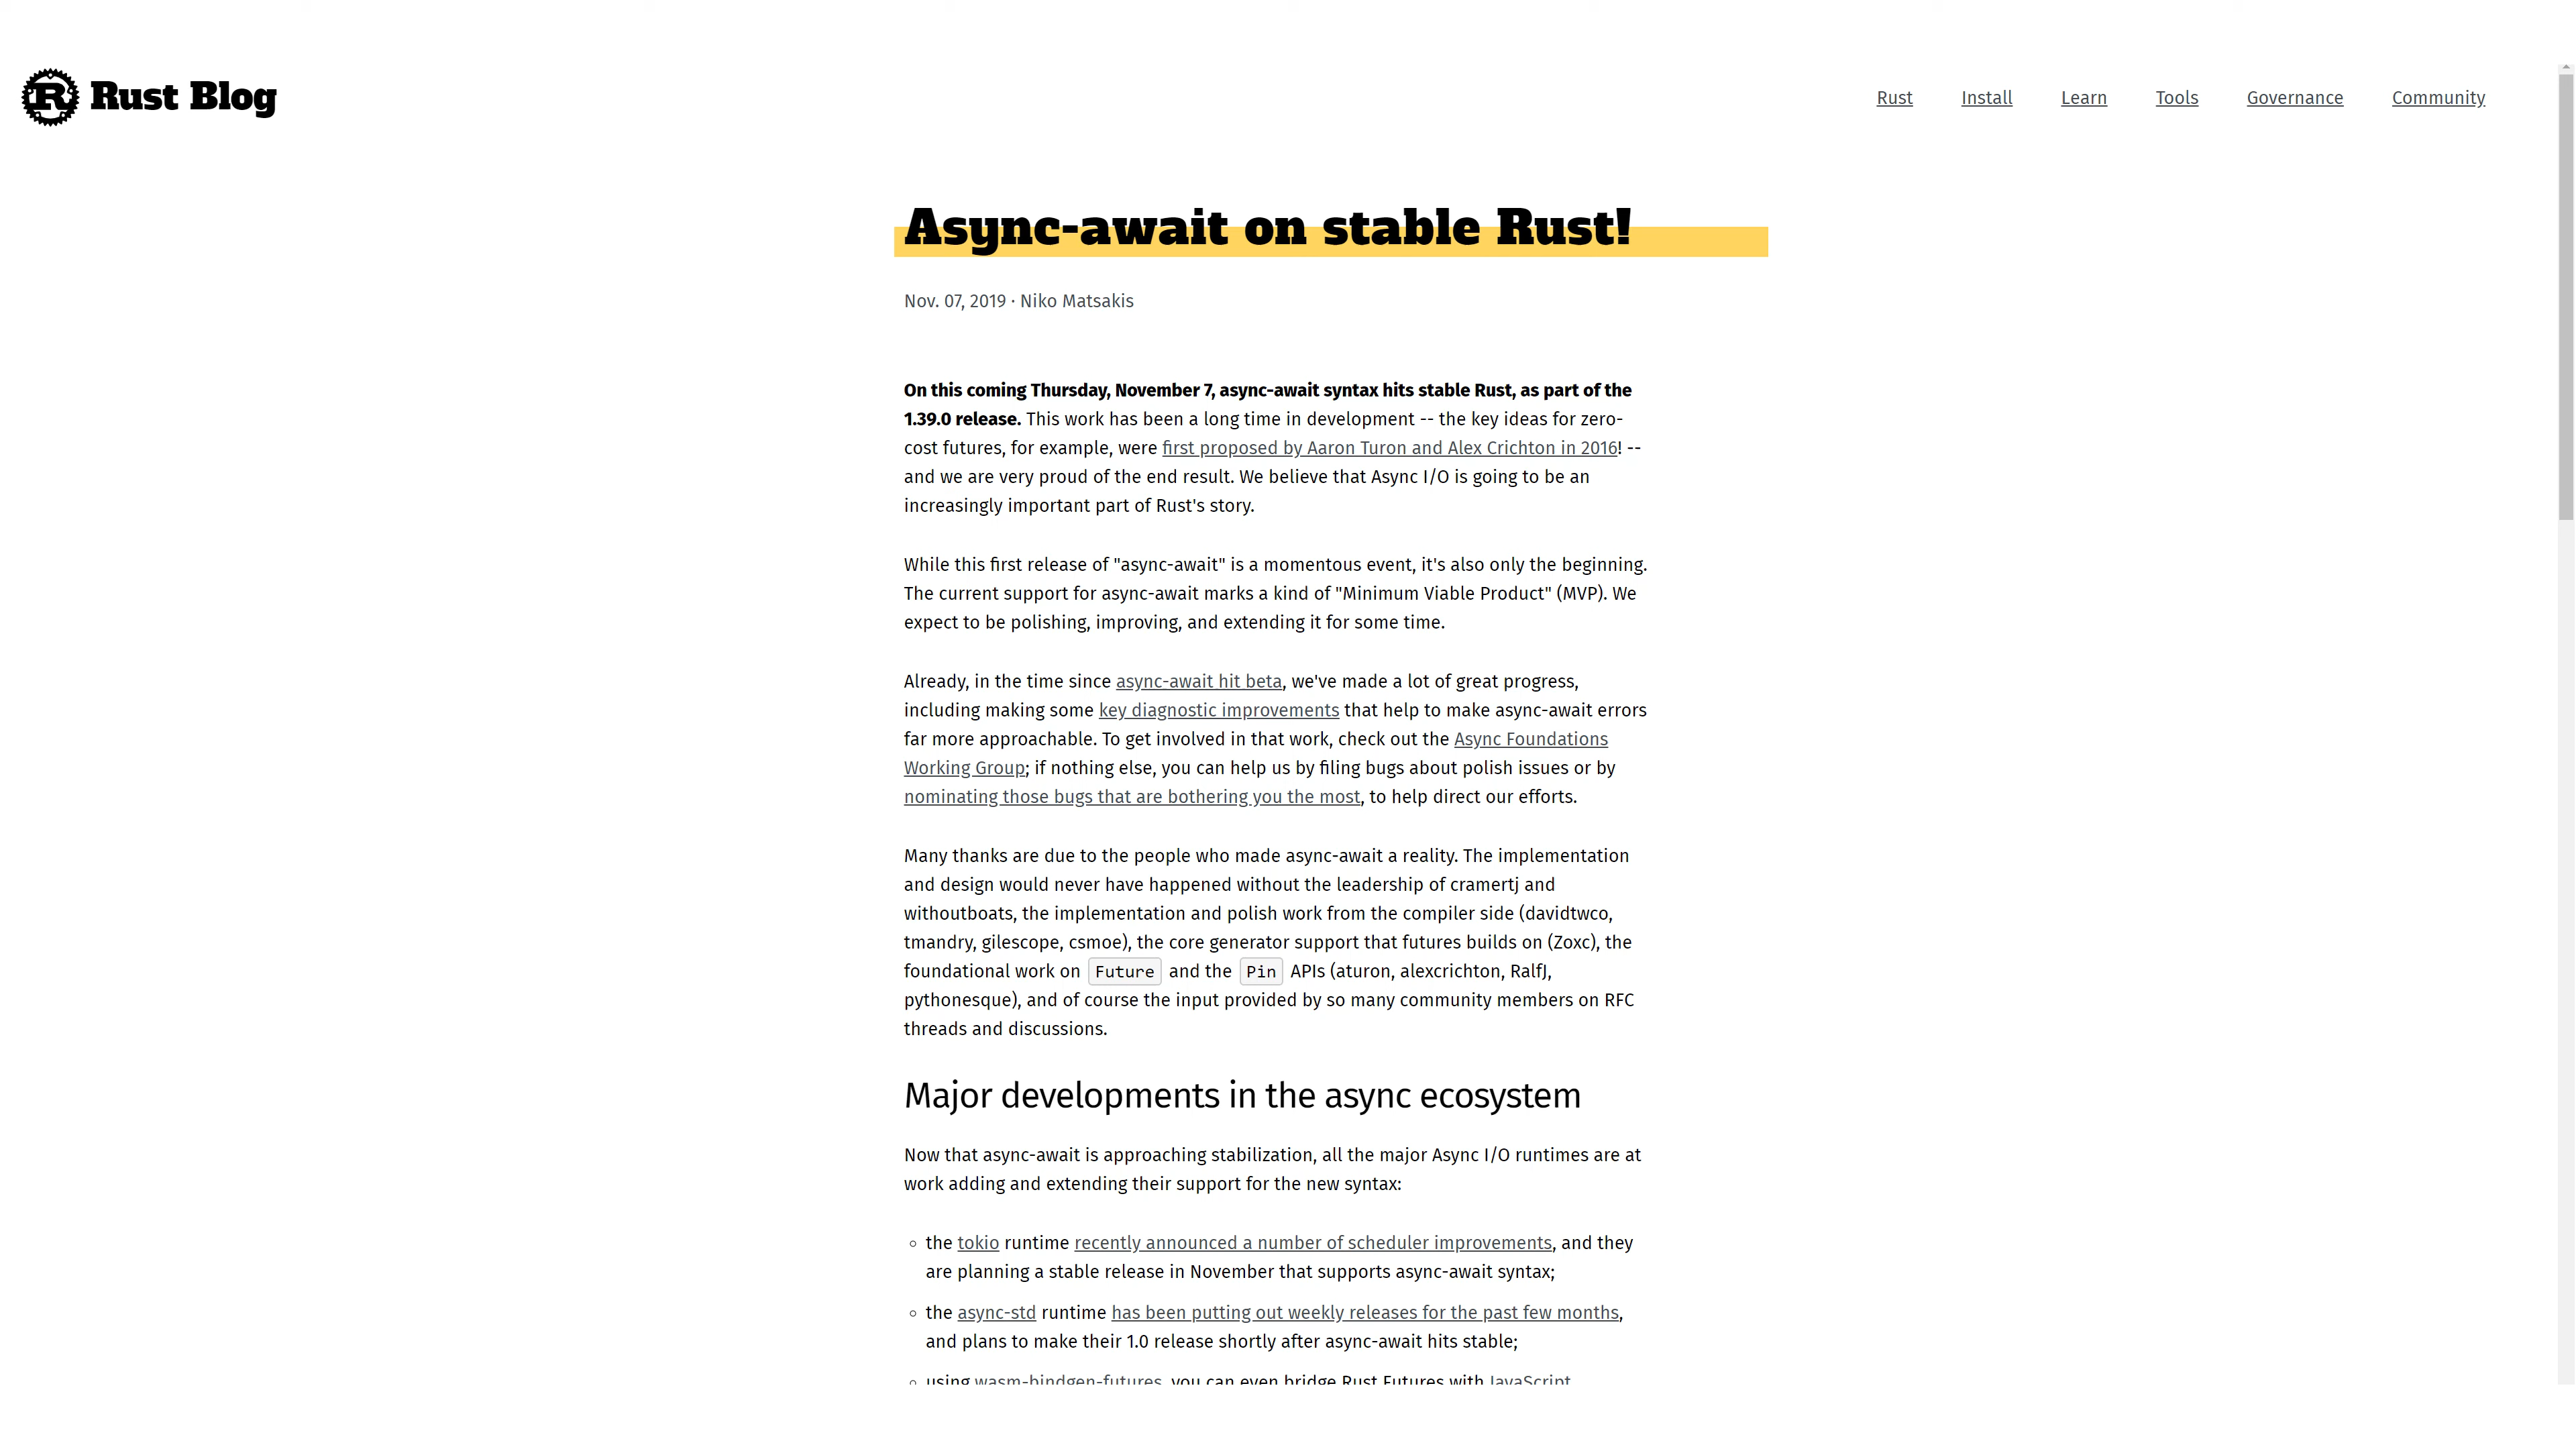 Rust Blog
Rust Install Learn Tools Governance Community
Async-await on stable Rust!
Nov. 07, 2019 · Niko Matsakis
On this coming Thursday, November 7, async-await syntax hits stable Rust, as part of the
1.39.0 release. This work has been a long time in development -- the key ideas for zero-
cost futures, for example, were first proposed by Aaron Turon and Alex Crichton in 2016! --
and we are very proud of the end result. We believe that Async I/O is going to be an
increasingly important part of Rust's story.
While this first release of "async-await" is a momentous event, it's also only the beginning.
The current support for async-await marks a kind of "Minimum Viable Product" (MVP). We
expect to be polishing, improving, and extending it for some time.
Already, in the time since async-await hit beta, we've made a lot of great progress,
including making some key diagnostic improvements that help to make async-await errors
far more approachable. To get involved in that work, check out the Async Foundations
Working Group; if nothing else, you can help us by filing bugs about polish issues or by
nominating those bugs that are bothering you the most, to help direct our efforts.
Many thanks are due to the people who made async-await a reality. The implementation
and design would never have happened without the leadership of cramertj and
withoutboats, the implementation and polish work from the compiler side (davidtwco,
tmandry, gilescope, csmoe), the core generator support that futures builds on (Zoxc), the
foundational work on Future and the Pin APIs (aturon, alexcrichton, RalfJ,
pythonesque), and of course the input provided by so many community members on RFC
threads and discussions.
Major developments in the async ecosystem
Now that async-await is approaching stabilization, all the major Async I/O runtimes are at
work adding and extending their support for the new syntax:
the tokio runtime recently announced a number of scheduler improvements, and they
are planning a stable release in November that supports async-await syntax;
the async-std runtime has been putting out weekly releases for the past few months,
and plans to make their 1.0 release shortly after async-await hits stable;
using wasm-bindgen-futures, you can even bridge Rust Futures with JavaScript